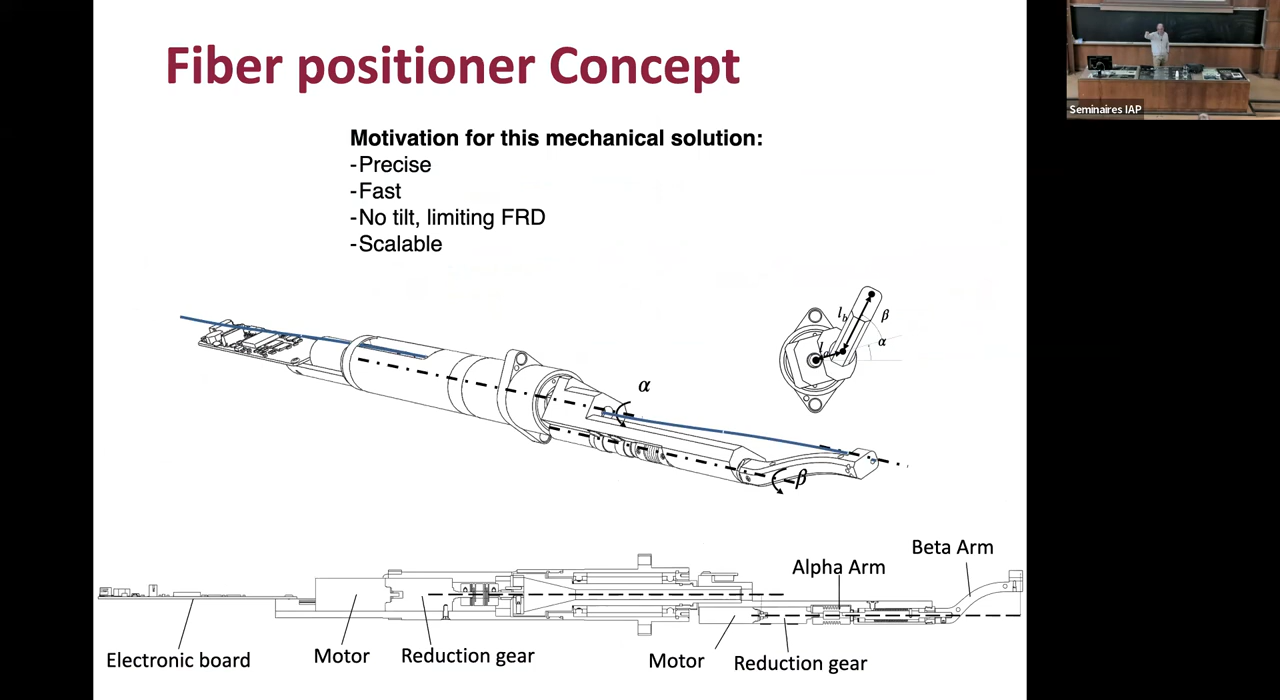 Fiber positioner Concept
Seminaires IAP
Motivation for this mechanical solution:
-Precise
-Fast
-No tilt, limiting FRD
-Scalable
l_b
β
α
α
β
Beta Arm
Alpha Arm
Electronic board
Motor
Reduction gear
Motor
Reduction gear